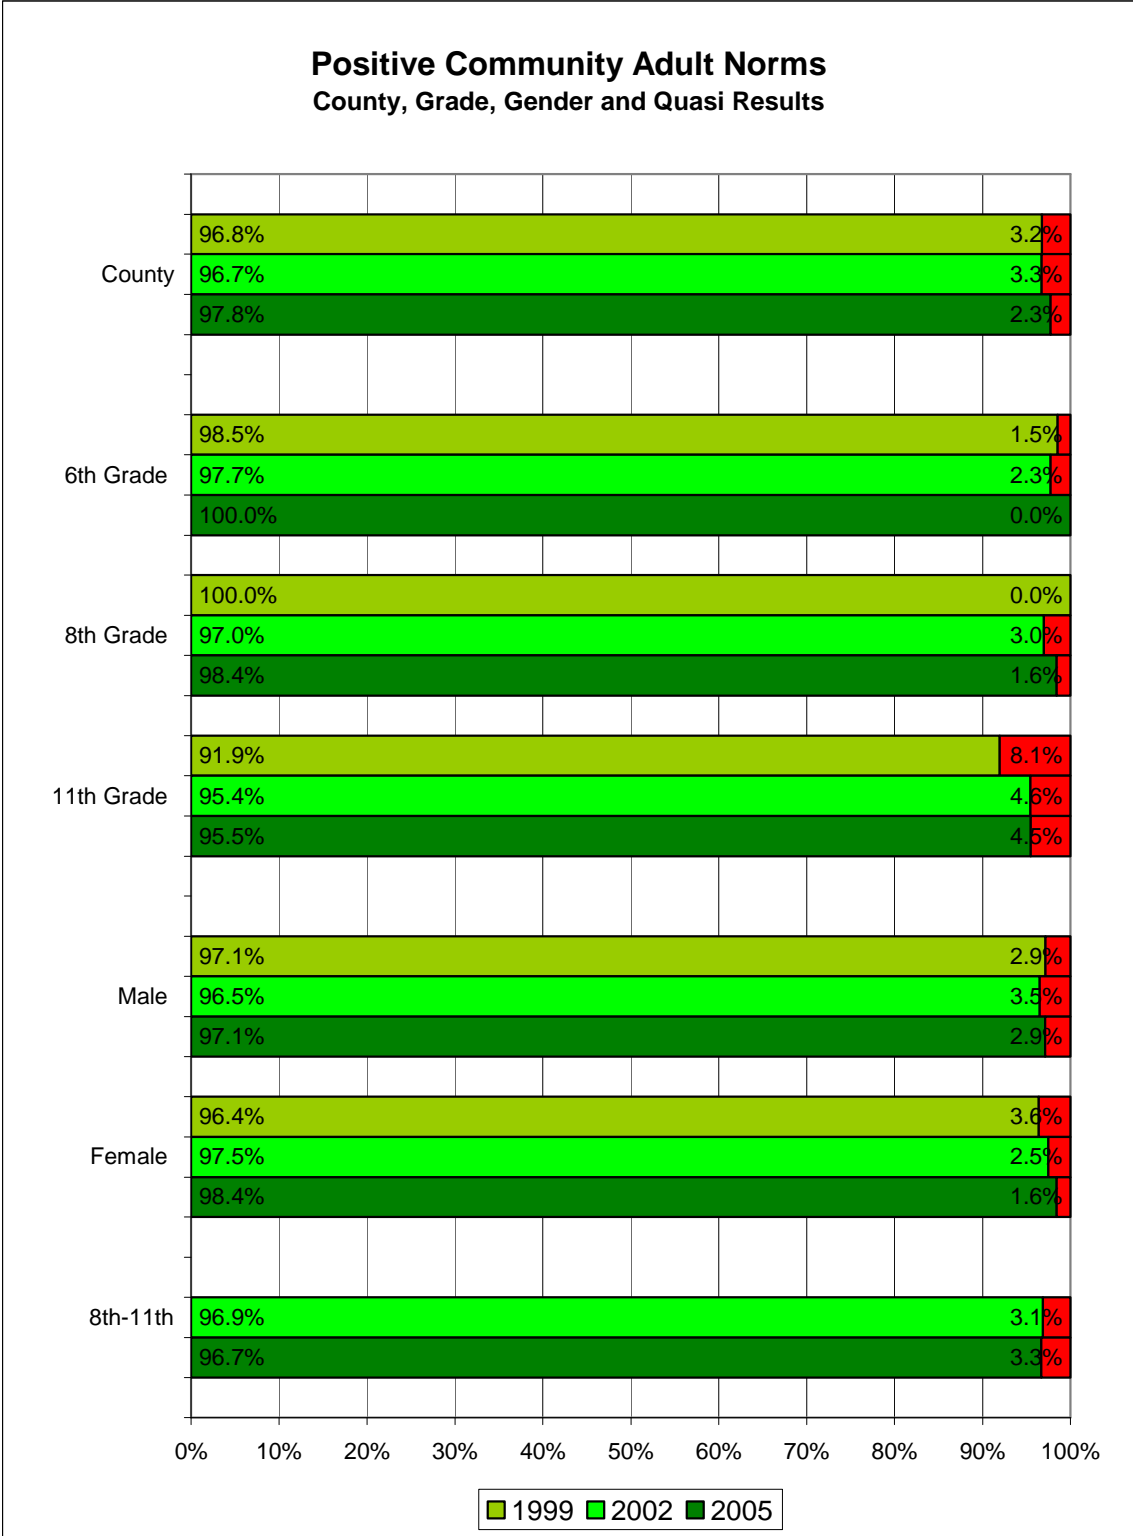 Positive Community Adult Norms
County, Grade, Gender and Quasi Results
96.8% 3.2%
County 96.7% 3.3%
97.8% 2.3%
98.5% 1.5%
6th Grade 97.7% 2.3%
100.0% 0.0%
100.0% 0.0%
8th Grade 97.0% 3.0%
98.4% 1.6%
91.9% 8.1%
11th Grade 95.4% 4.6%
95.5% 4.5%
97.1% 2.9%
Male 96.5% 3.5%
97.1% 2.9%
96.4% 3.6%
Female 97.5% 2.5%
98.4% 1.6%
8th-11th 96.9% 3.1%
96.7% 3.3%
0% 10% 20% 30% 40% 50% 60% 70% 80% 90% 100%
1999 2002 2005